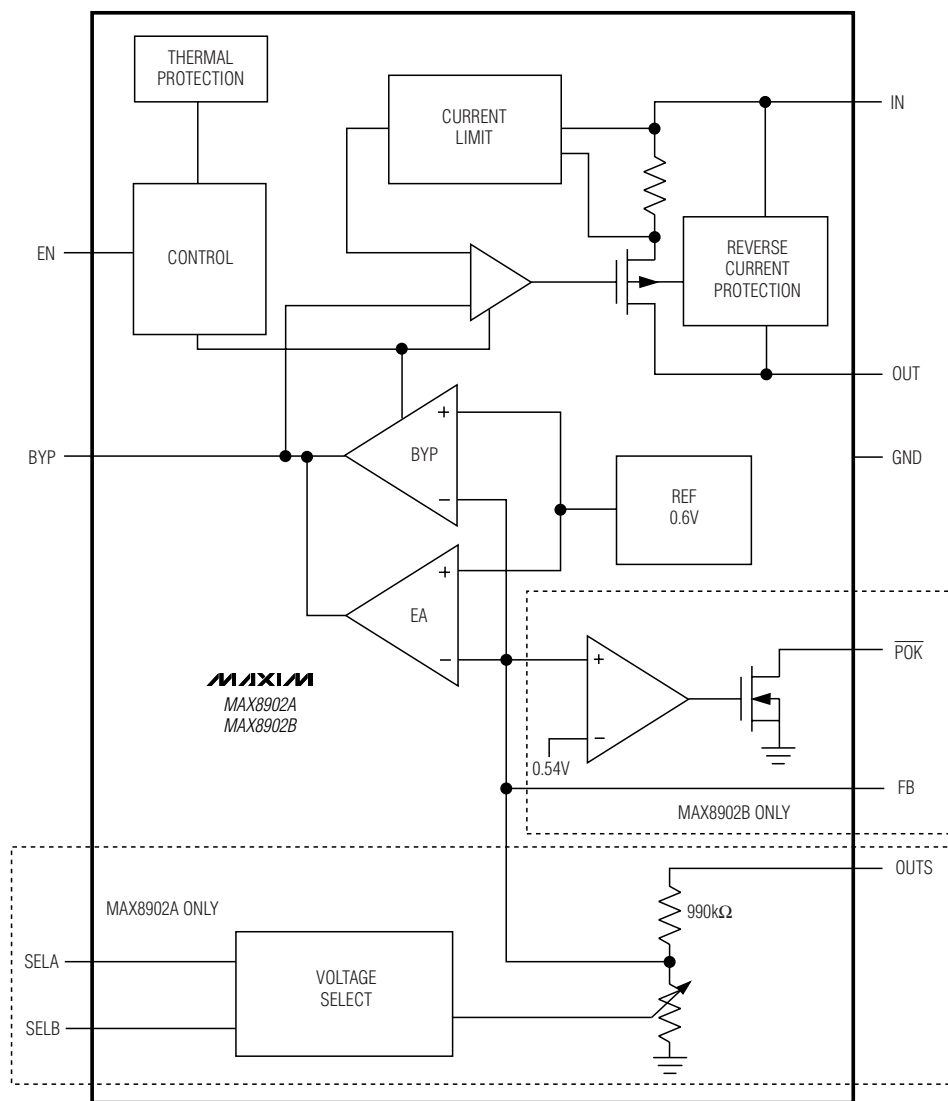 THERMAL
PROTECTION
CURRENT
LIMIT
IN
EN
CONTROL
REVERSE
CURRENT
PROTECTION
OUT
BYP
BYP
+
−
GND
REF
0.6V
EA
+
−
POK
+
−
0.54V
MAXIM
MAX8902A
MAX8902B
FB
MAX8902B ONLY
OUTS
990kΩ
MAX8902A ONLY
SELA
VOLTAGE
SELECT
SELB